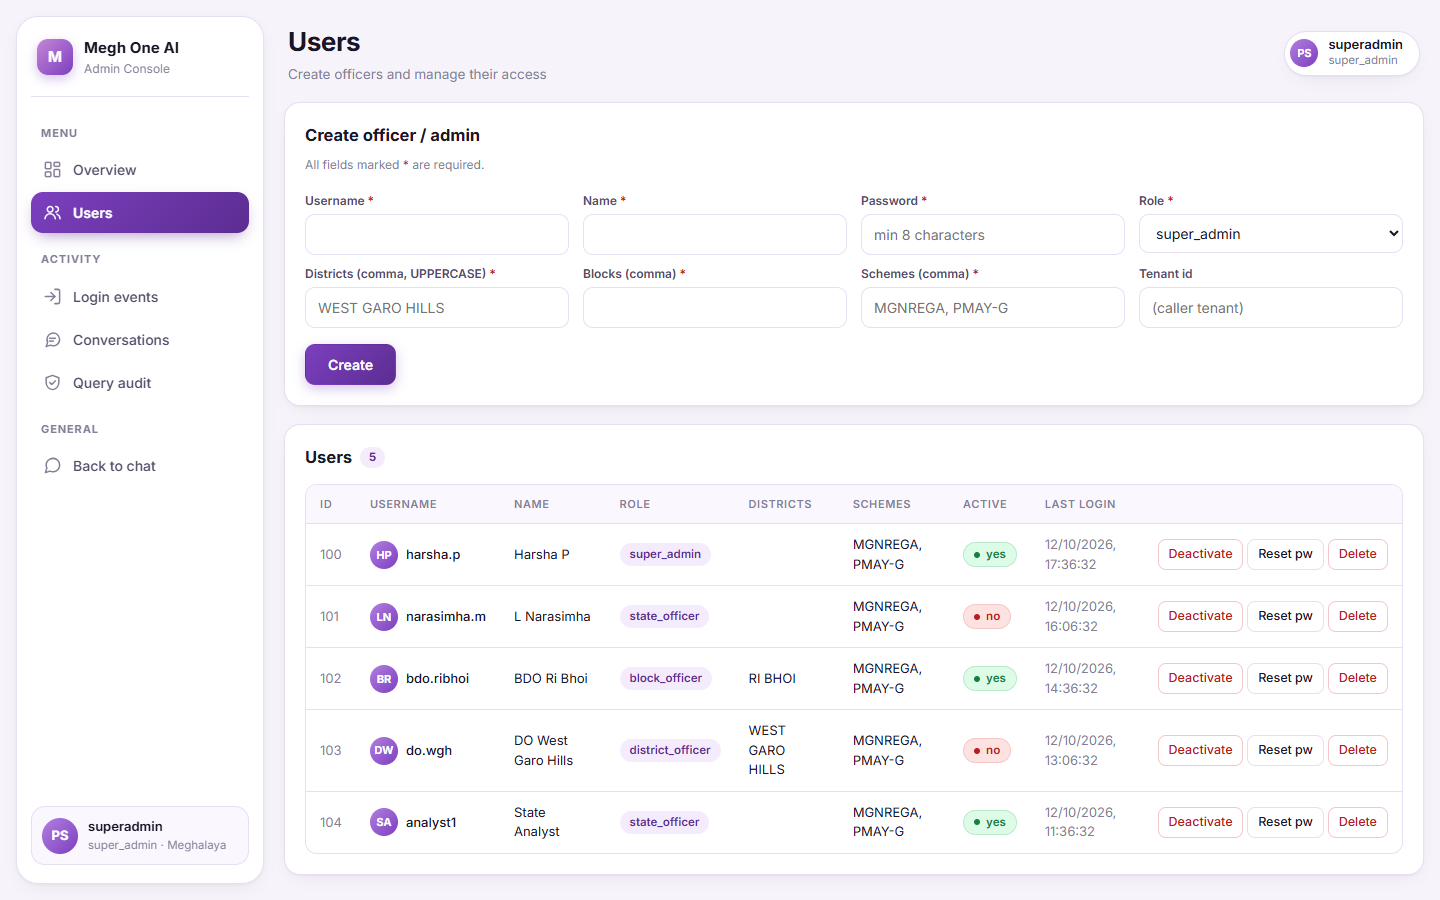 M
Megh One AI
Admin Console
MENU
Overview
Users
ACTIVITY
Login events
Conversations
Query audit
GENERAL
Back to chat
PS
superadmin
super_admin · Meghalaya
Users
Create officers and manage their access
PS
superadmin
super_admin
Create officer / admin
All fields marked * are required.
Username * Name * Password * Role *
min 8 characters super_admin
Districts (comma, UPPERCASE) * Blocks (comma) * Schemes (comma) * Tenant id
WEST GARO HILLS MGNREGA, PMAY-G (caller tenant)
Create
Users 5
ID USERNAME NAME ROLE DISTRICTS SCHEMES ACTIVE LAST LOGIN
100 HP harsha.p Harsha P super_admin MGNREGA, PMAY-G yes 12/10/2026, 17:36:32 Deactivate Reset pw Delete
101 LN narasimha.m L Narasimha state_officer MGNREGA, PMAY-G no 12/10/2026, 16:06:32 Deactivate Reset pw Delete
102 BR bdo.ribhoi BDO Ri Bhoi block_officer RI BHOI MGNREGA, PMAY-G yes 12/10/2026, 14:36:32 Deactivate Reset pw Delete
103 DW do.wgh DO West Garo Hills district_officer WEST GARO HILLS MGNREGA, PMAY-G no 12/10/2026, 13:06:32 Deactivate Reset pw Delete
104 SA analyst1 State Analyst state_officer MGNREGA, PMAY-G yes 12/10/2026, 11:36:32 Deactivate Reset pw Delete